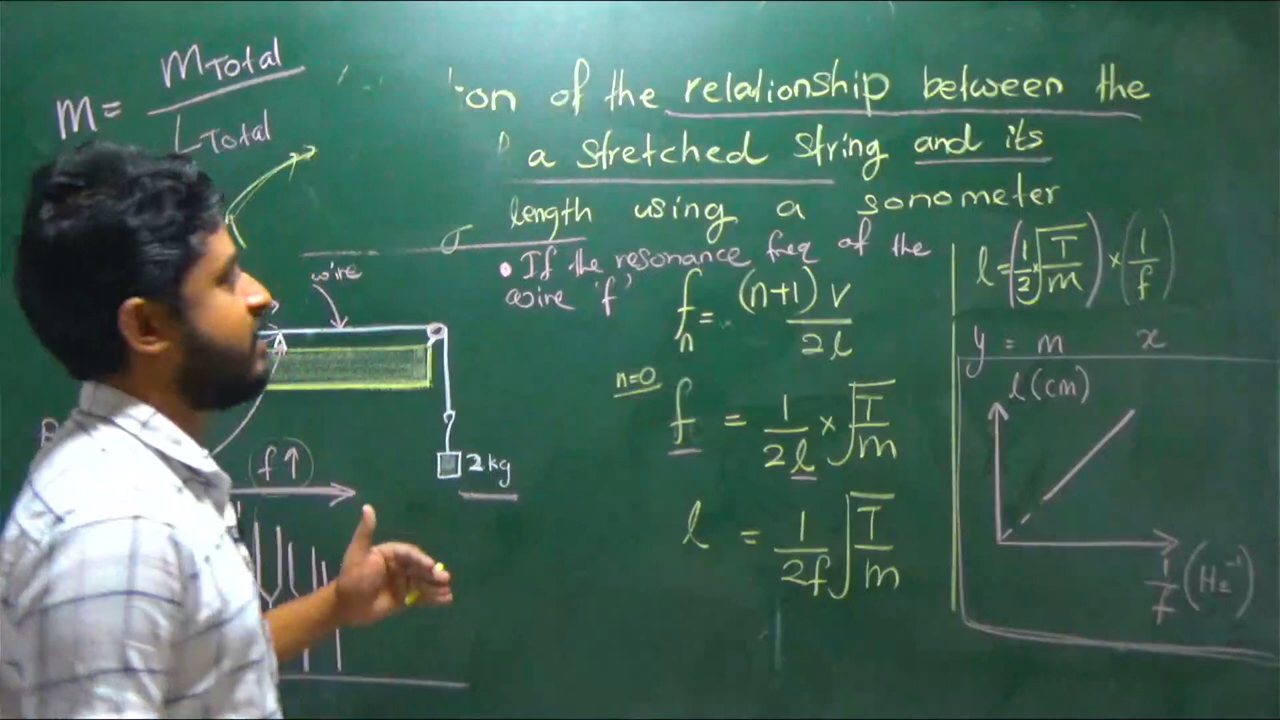 m = M Total / L Total
on of the relationship between the
a stretched string and its
length using a sonometer
• If the resonance freq of the
wire 'f'
wire
2 kg
f ↑
fn = (n+1) v / 2l
n=0
f = 1/2l × √(T/m)
l = 1/2f √(T/m)
l = (1/2 × √(T/m)) × (1/f)
y = m x
l (cm)
1/f (Hz⁻¹)